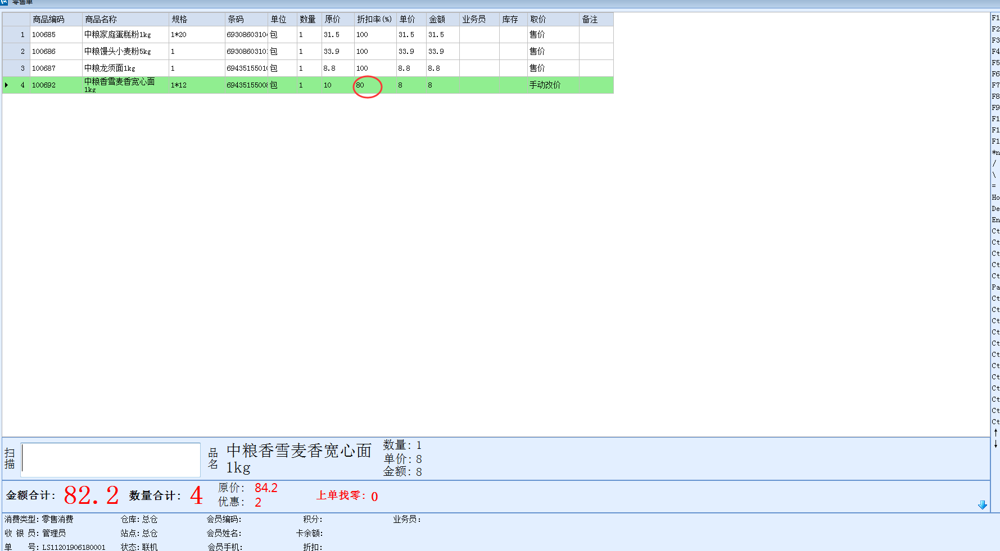 零售单
商品编码 商品名称 规格 条码 单位 数量 原价 折扣率(%) 单价 金额 业务员 库存 取价 备注
1 100685 中粮家庭蛋糕粉1kg 1*20 6930860310 包 1 31.5 100 31.5 31.5 售价
2 100686 中粮馒头小麦粉5kg 1 6930860310 包 1 33.9 100 33.9 33.9 售价
3 100687 中粮龙须面1kg 1 694351550 包 1 8.8 100 8.8 8.8 售价
4 100692 中粮香雪麦香宽心面1kg 1*12 6943515500 包 1 10 80 8 8 手动改价
F1
F2
F3
F4
F5
F6
F7
F8
F9
F1
F1
F1
*n
/
\
=
Ho
De
En
Ct
Ct
Ct
Ct
Ct
Pa
Ct
Ct
Ct
Ct
Ct
Ct
Ct
Ct
Ct
Ct
Ct
Ct
↑
↓
扫描
品名 中粮香雪麦香宽心面
1kg
数量: 1
单价: 8
金额: 8
金额合计: 82.2 数量合计: 4
原价: 84.2
优惠: 2
上单找零: 0
消费类型: 零售消费 仓库: 总仓 会员编码: 积分: 业务员:
收 银 员: 管理员 站点: 总仓 会员姓名: 卡余额:
单 号: LS11201906180001 状态: 联机 会员手机: 折扣: